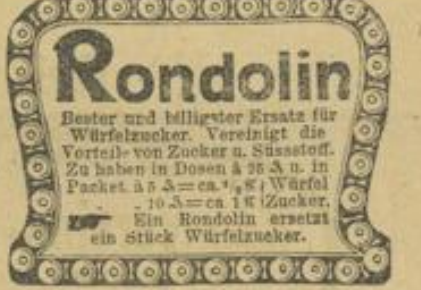 Rondolin
Bester und billigster Ersatz für
Würfelzucker. Vereinigt die
Vorteile von Zucker u. Süssstoff.
Zu haben in Dosen à 25 ₰ u. in
Packet. à 5 ₰ = ca. ½ ℔ Würfel
" . 10 ₰ = ca. 1 ℔ Zucker.
☛ Ein Rondolin ersetzt
ein Stück Würfelzucker.